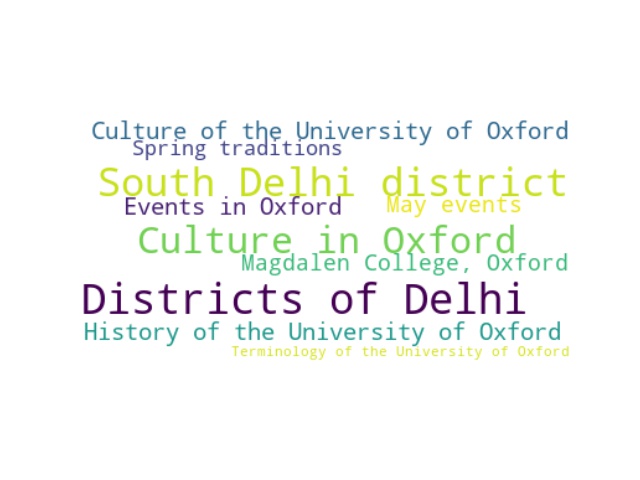 Culture of the University of Oxford
Spring traditions
South Delhi district
Events in Oxford
May events
Culture in Oxford
Magdalen College, Oxford
Districts of Delhi
History of the University of Oxford
Terminology of the University of Oxford